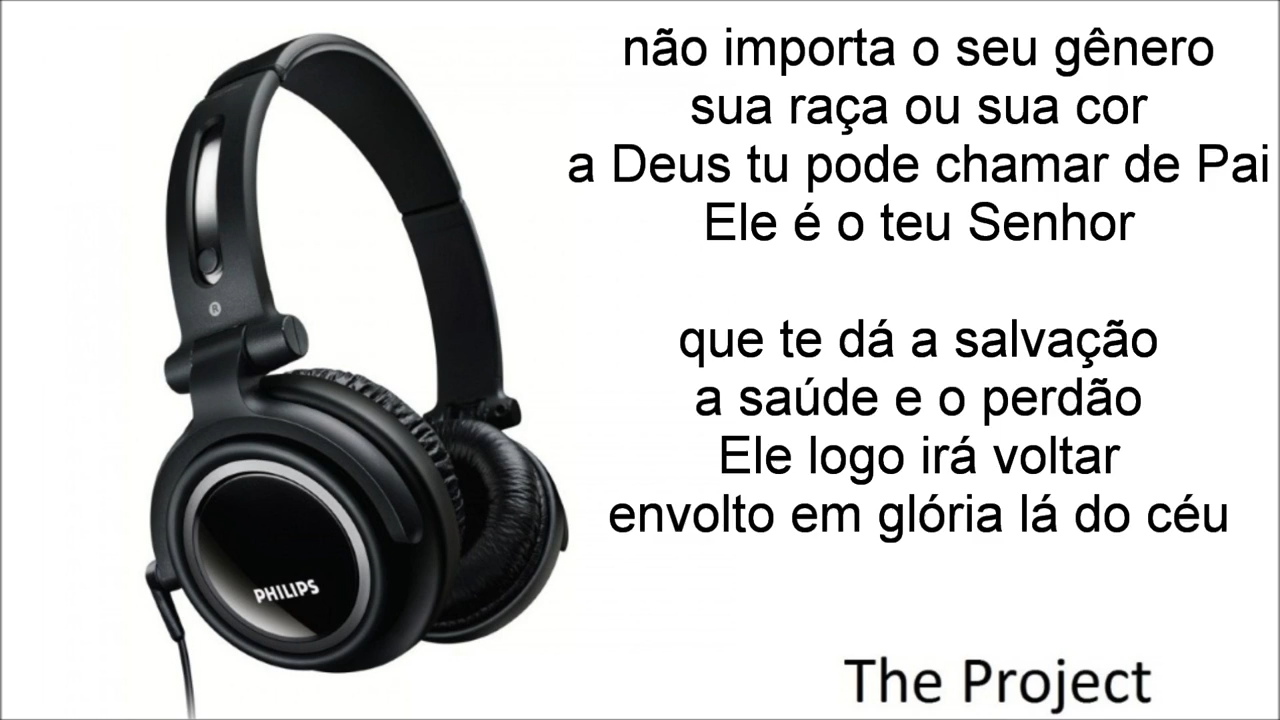 não importa o seu gênero
sua raça ou sua cor
a Deus tu pode chamar de Pai
Ele é o teu Senhor
que te dá a salvação
a saúde e o perdão
Ele logo irá voltar
envolto em glória lá do céu
®
PHILIPS
The Project